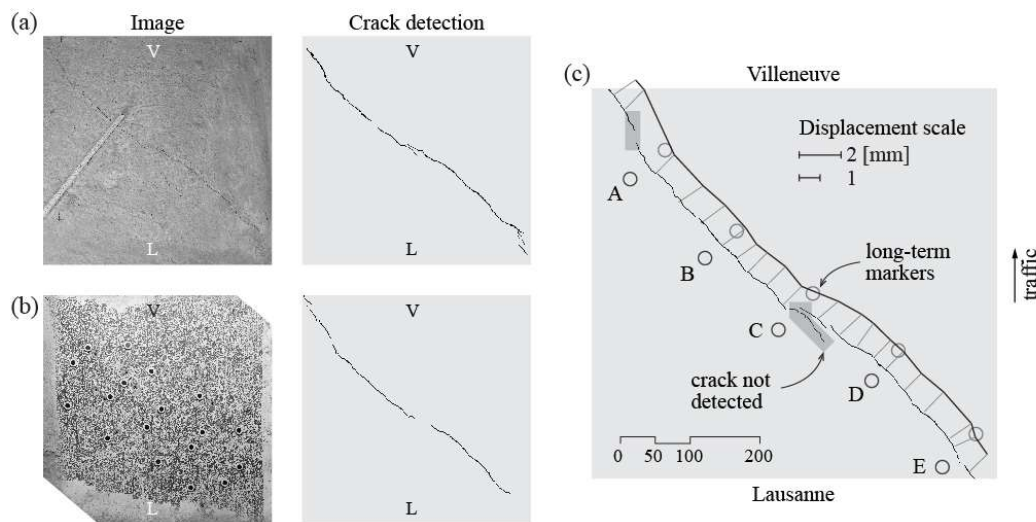 (a)
Image
Crack detection
V
V
L
L
(b)
V
V
L
L
(c)
Villeneuve
Displacement scale
2 [mm]
1
A
B
long-term
markers
traffic
C
crack not
detected
D
E
0 50 100 200
Lausanne